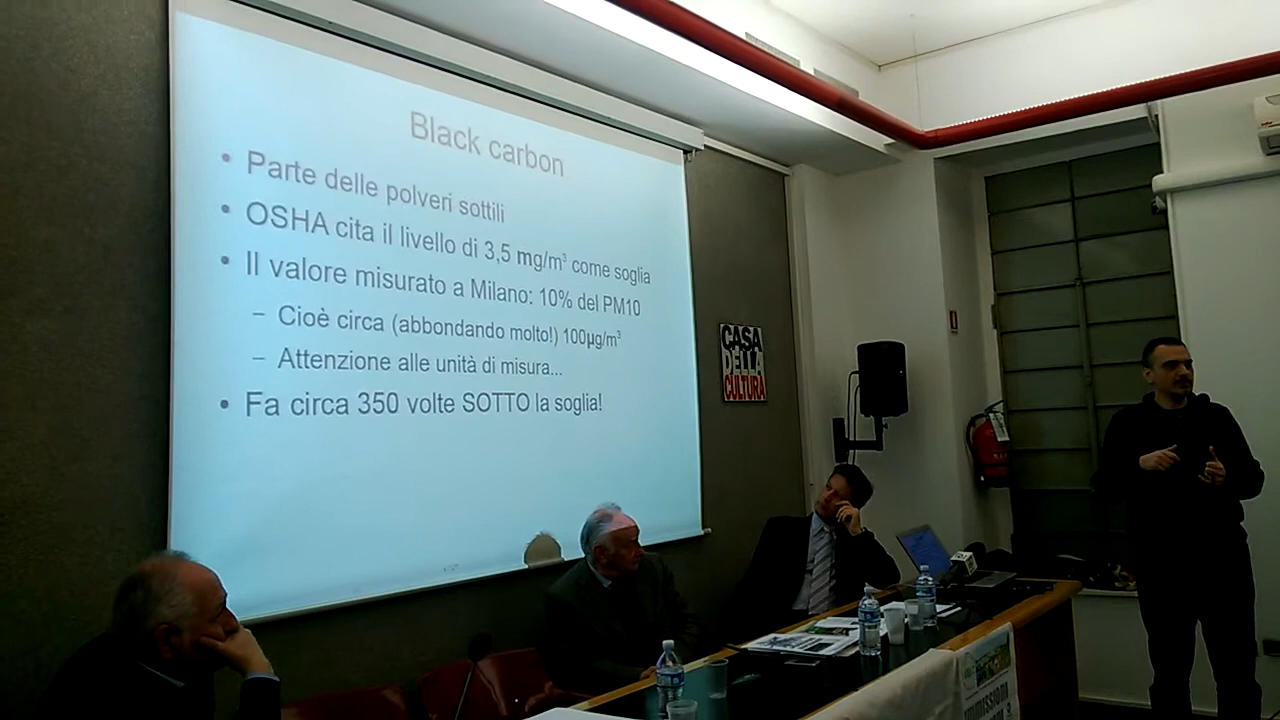 Black carbon
• Parte delle polveri sottili
• OSHA cita il livello di 3,5 mg/m³ come soglia
• Il valore misurato a Milano: 10% del PM10
– Cioè circa (abbondando molto!) 100µg/m³
– Attenzione alle unità di misura...
• Fa circa 350 volte SOTTO la soglia!
CASA
DELLA
CULTURA